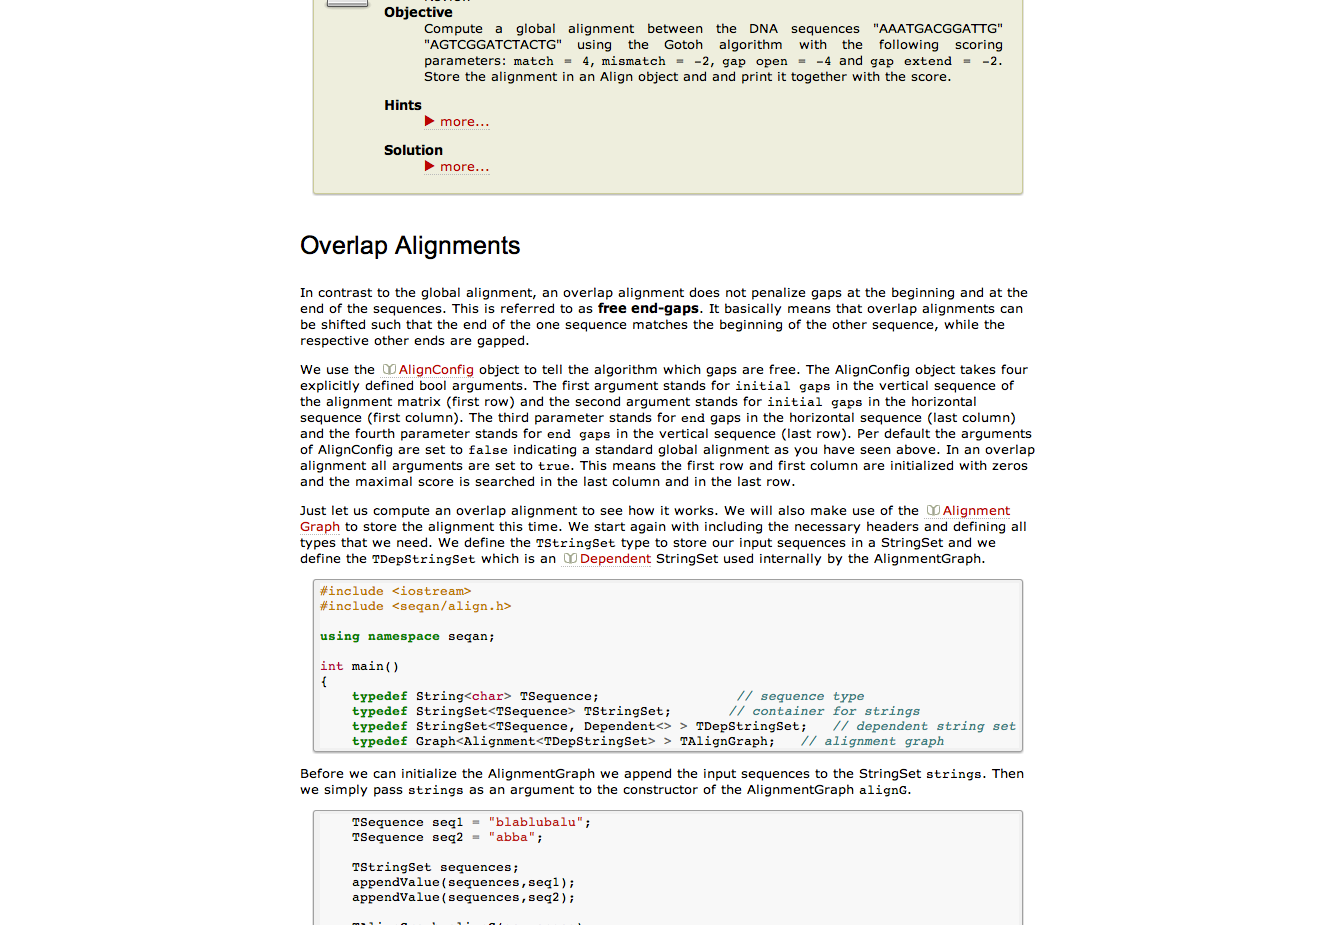 Objective
Compute a global alignment between the DNA sequences "AAATGACGGATTG"
"AGTCGGATCTACTG" using the Gotoh algorithm with the following scoring
parameters: match = 4, mismatch = -2, gap open = -4 and gap extend = -2.
Store the alignment in an Align object and and print it together with the score.
Hints
more...
Solution
more...
Overlap Alignments
In contrast to the global alignment, an overlap alignment does not penalize gaps at the beginning and at the
end of the sequences. This is referred to as free end-gaps. It basically means that overlap alignments can
be shifted such that the end of the one sequence matches the beginning of the other sequence, while the
respective other ends are gapped.
We use the AlignConfig object to tell the algorithm which gaps are free. The AlignConfig object takes four
explicitly defined bool arguments. The first argument stands for initial gaps in the vertical sequence of
the alignment matrix (first row) and the second argument stands for initial gaps in the horizontal
sequence (first column). The third parameter stands for end gaps in the horizontal sequence (last column)
and the fourth parameter stands for end gaps in the vertical sequence (last row). Per default the arguments
of AlignConfig are set to false indicating a standard global alignment as you have seen above. In an overlap
alignment all arguments are set to true. This means the first row and first column are initialized with zeros
and the maximal score is searched in the last column and in the last row.
Just let us compute an overlap alignment to see how it works. We will also make use of the Alignment
Graph to store the alignment this time. We start again with including the necessary headers and defining all
types that we need. We define the TStringSet type to store our input sequences in a StringSet and we
define the TDepStringSet which is an Dependent StringSet used internally by the AlignmentGraph.
#include <iostream>
#include <seqan/align.h>
using namespace seqan;
int main()
{
typedef String<char> TSequence; // sequence type
typedef StringSet<TSequence> TStringSet; // container for strings
typedef StringSet<TSequence, Dependent<> > TDepStringSet; // dependent string set
typedef Graph<Alignment<TDepStringSet> > TAlignGraph; // alignment graph
Before we can initialize the AlignmentGraph we append the input sequences to the StringSet strings. Then
we simply pass strings as an argument to the constructor of the AlignmentGraph alignG.
TSequence seq1 = "blablubalu";
TSequence seq2 = "abba";
TStringSet sequences;
appendValue(sequences,seq1);
appendValue(sequences,seq2);